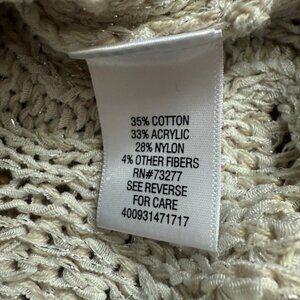 35% COTTON
33% ACRYLIC
28% NYLON
4% OTHER FIBERS
RN#73277
SEE REVERSE
FOR CARE
400931471717